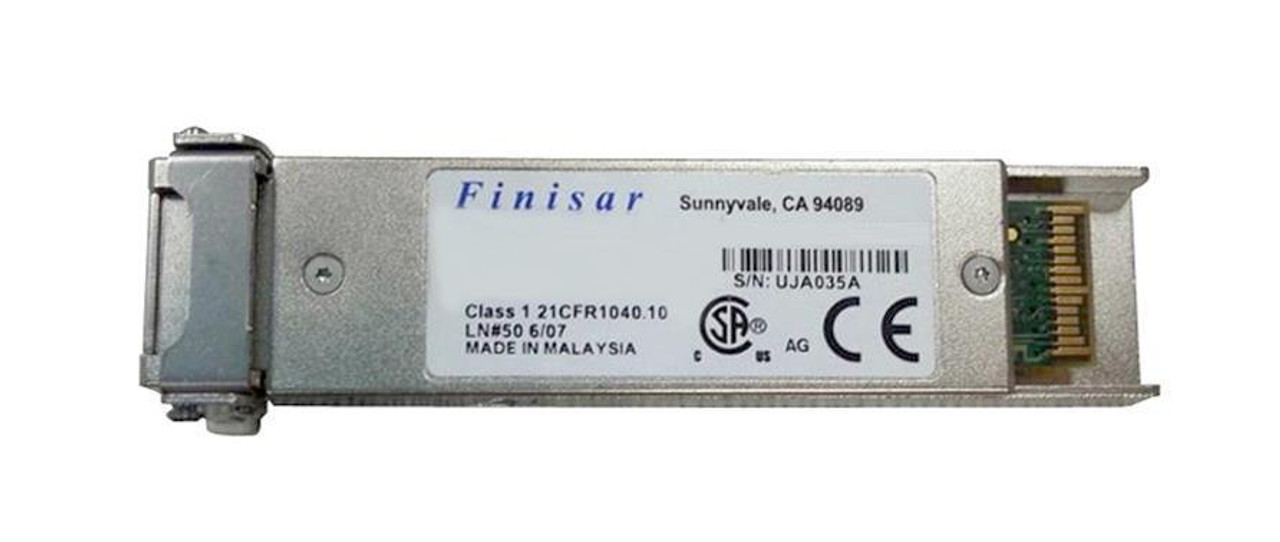 Finisar Sunnyvale, CA 94089
S/N: UJA035A
Class 1 21CFR1040.10
LN#50 6/07
MADE IN MALAYSIA
C SA ® US AG CE